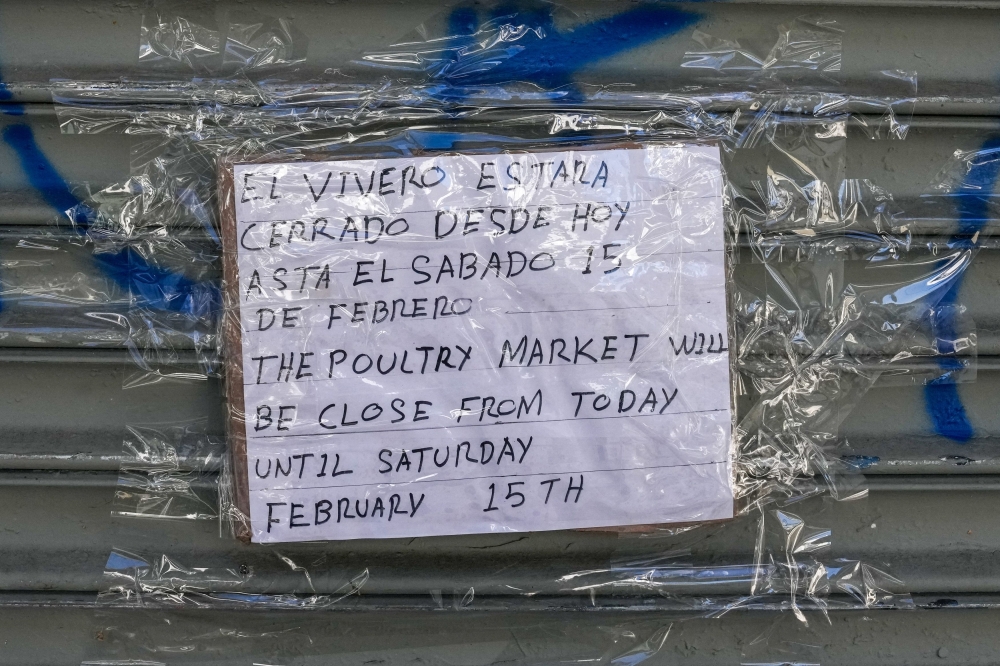 EL VIVERO ESTARA
CERRADO DESDE HOY
ASTA EL SABADO 15
DE FEBRERO
THE POULTRY MARKET WILL
BE CLOSE FROM TODAY
UNTIL SATURDAY
FEBRUARY 15TH